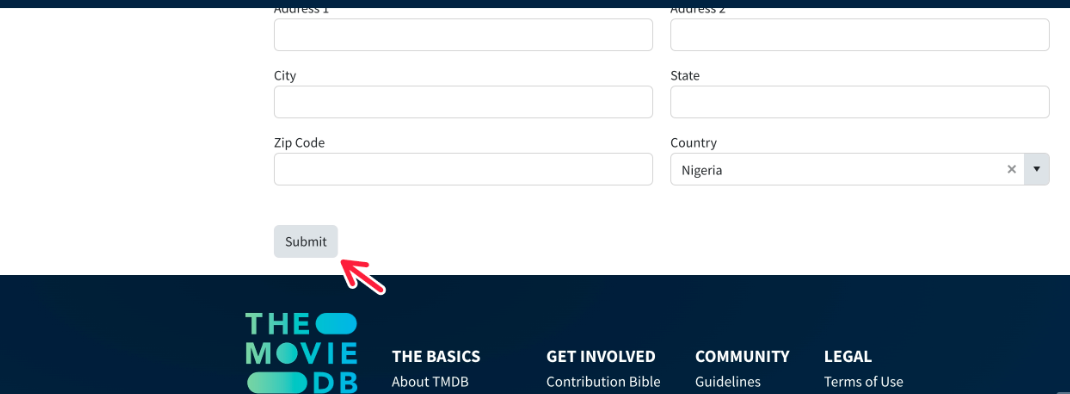 Address 1
Address 2
City
State
Zip Code
Country
Nigeria
Submit
THE
MOVIE
DB
THE BASICS
GET INVOLVED
COMMUNITY
LEGAL
About TMDB
Contribution Bible
Guidelines
Terms of Use